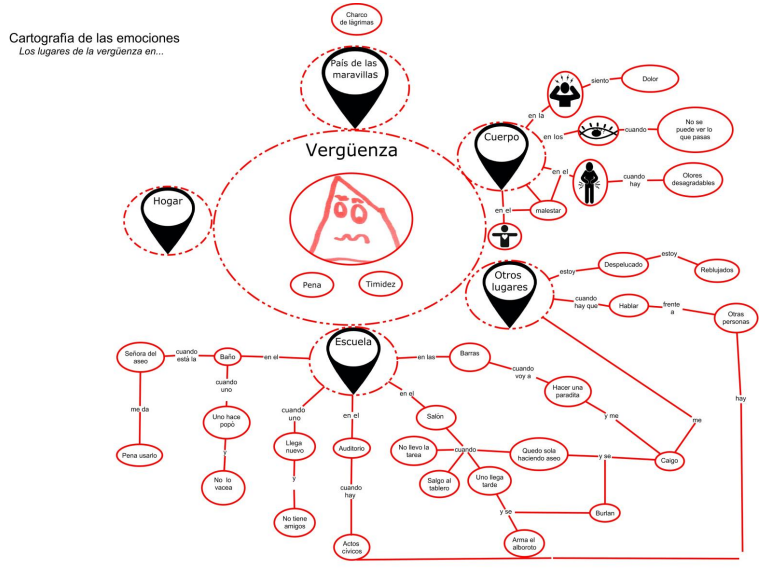 Cartografía de las emociones
Los lugares de la vergüenza en...
Charco
de lágrimas
País de las
maravillas
Vergüenza
Pena
Timidez
Hogar
Cuerpo
en la
siento
Dolor
en los
cuando
No se
puede ver lo
que pasas
en el
cuando
hay
Olores
desagradables
malestar
en el
Otros
lugares
estoy
Despelucado
estoy
Reblujados
cuando
hay que
Hablar
frente
a
Otras
personas
hay
me
Escuela
en el
Baño
cuando
está la
Señora del
aseo
me da
Pena usarlo
cuando
uno
Uno hace
popó
y
No lo
vacea
cuando
uno
Llega
nuevo
y
No tiene
amigos
en el
Auditorio
cuando
hay
Actos
cívicos
en las
Barras
cuando
voy a
Hacer una
paradita
y me
Caigo
en el
Salón
cuando
No llevo la
tarea
Salgo al
tablero
Uno llega
tarde
Quedo sola
haciendo aseo
y se
Burlan
y se
Arma el
alboroto